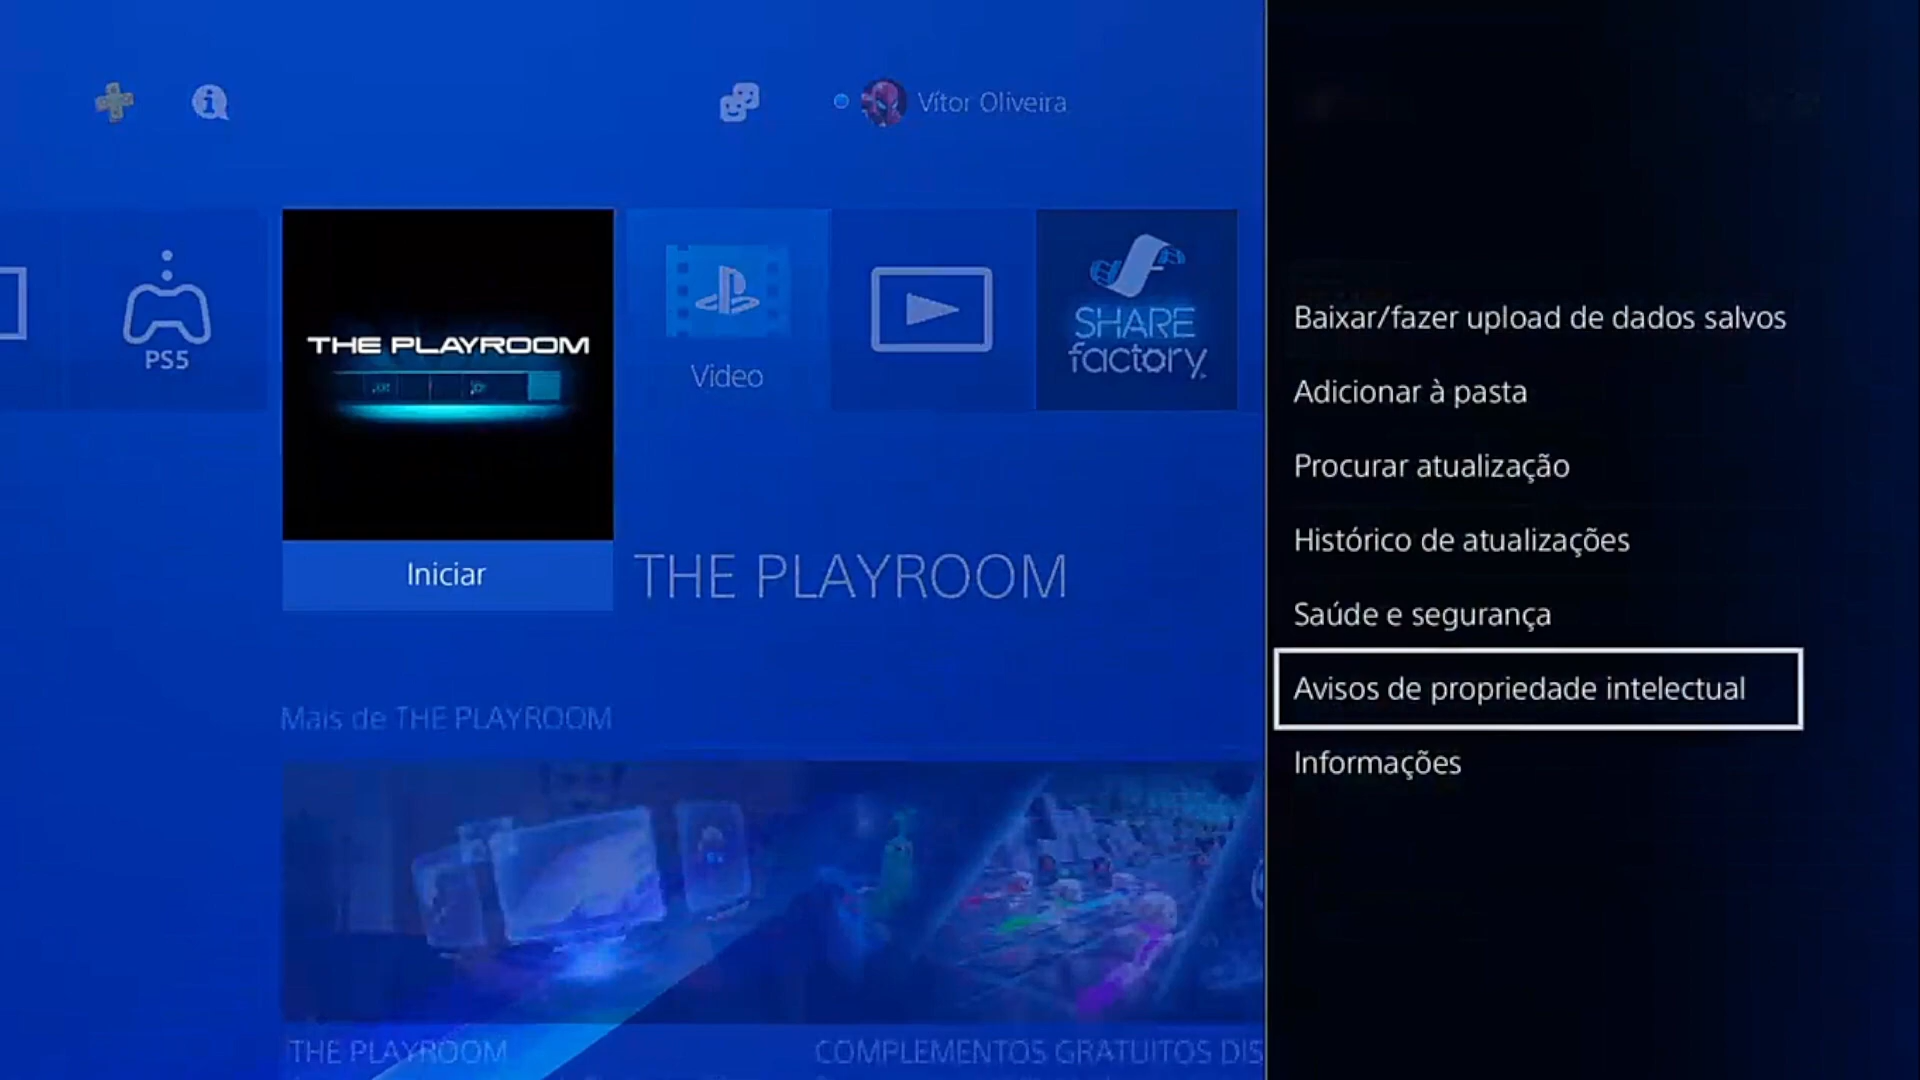 Vítor Oliveira
PS5
THE PLAYROOM
Video
SHARE
factory
Iniciar
THE PLAYROOM
Mais de THE PLAYROOM
THE PLAYROOM
COMPLEMENTOS GRATUITOS DIS
Baixar/fazer upload de dados salvos
Adicionar à pasta
Procurar atualização
Histórico de atualizações
Saúde e segurança
Avisos de propriedade intelectual
Informações